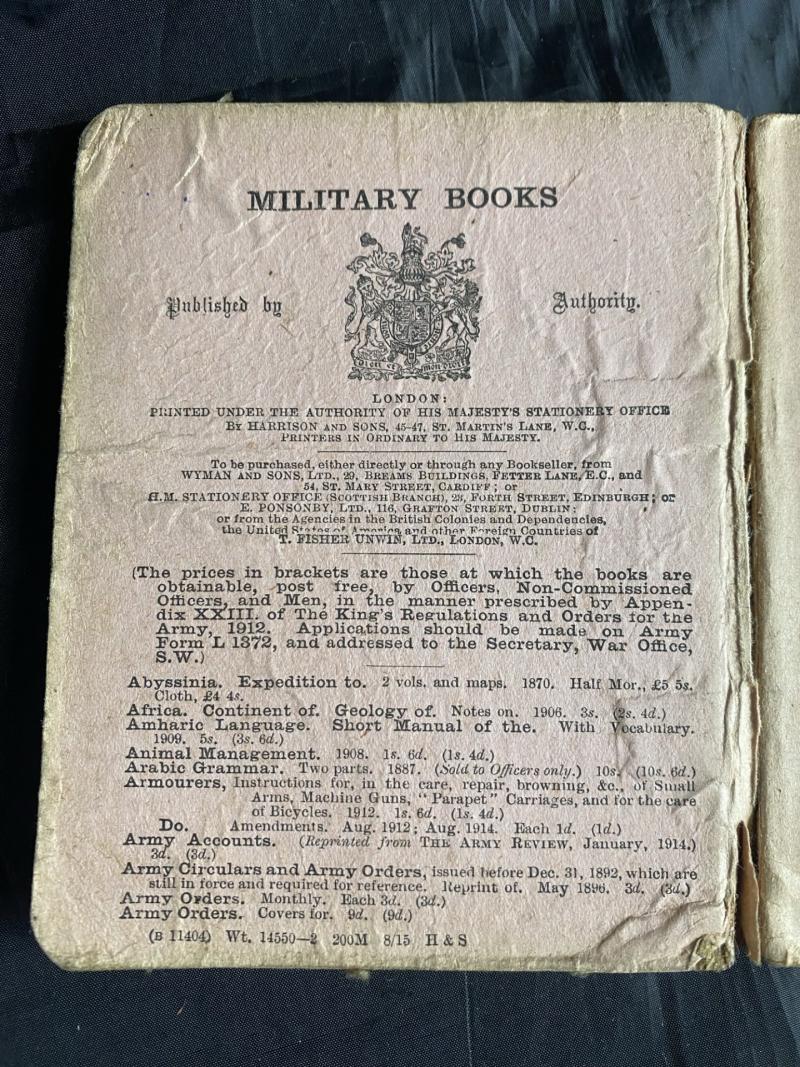 MILITARY BOOKS
Published by Authority.
LONDON:
PRINTED UNDER THE AUTHORITY OF HIS MAJESTY'S STATIONERY OFFICE
BY HARRISON AND SONS, 45-47, ST. MARTIN'S LANE, W.C.,
PRINTERS IN ORDINARY TO HIS MAJESTY.
To be purchased, either directly or through any Bookseller, from
WYMAN AND SONS, LTD., 29, BREAMS BUILDINGS, FETTER LANE, E.C., and
54, ST. MARY STREET, CARDIFF; or
H.M. STATIONERY OFFICE (SCOTTISH BRANCH), 23, FORTH STREET, EDINBURGH; or
E. PONSONBY, LTD., 116, GRAFTON STREET, DUBLIN;
or from the Agencies in the British Colonies and Dependencies,
the United States of America and other Foreign Countries of
T. FISHER UNWIN, LTD., LONDON, W.C.
(The prices in brackets are those at which the books are
obtainable, post free, by Officers, Non-Commissioned
Officers, and Men, in the manner prescribed by Appen-
dix XXIII. of The King's Regulations and Orders for the
Army, 1912. Applications should be made on Army
Form L 1372, and addressed to the Secretary, War Office,
S.W.)
Abyssinia. Expedition to. 2 vols. and maps. 1870. Half Mor., £5 5s.
Cloth, £4 4s.
Africa. Continent of. Geology of. Notes on. 1906. 3s. (2s. 4d.)
Amharic Language. Short Manual of the. With Vocabulary.
1909. 5s. (3s. 6d.)
Animal Management. 1908. 1s. 6d. (1s. 4d.)
Arabic Grammar. Two parts. 1887. (Sold to Officers only.) 10s. (10s. 6d.)
Armourers, Instructions for, in the care, repair, browning, &c., of Small
Arms, Machine Guns, "Parapet" Carriages, and for the care
of Bicycles. 1912. 1s. 6d. (1s. 4d.)
Do. Amendments. Aug. 1912; Aug. 1914. Each 1d. (1d.)
Army Accounts. (Reprinted from THE ARMY REVIEW, January, 1914.)
3d. (3d.)
Army Circulars and Army Orders, issued before Dec. 31, 1892, which are
still in force and required for reference. Reprint of. May 1896. 3d. (3d.)
Army Orders. Monthly. Each 3d. (3d.)
Army Orders. Covers for. 9d. (9d.)
(B 11404) Wt. 14550—2 200M 8/15 H & S